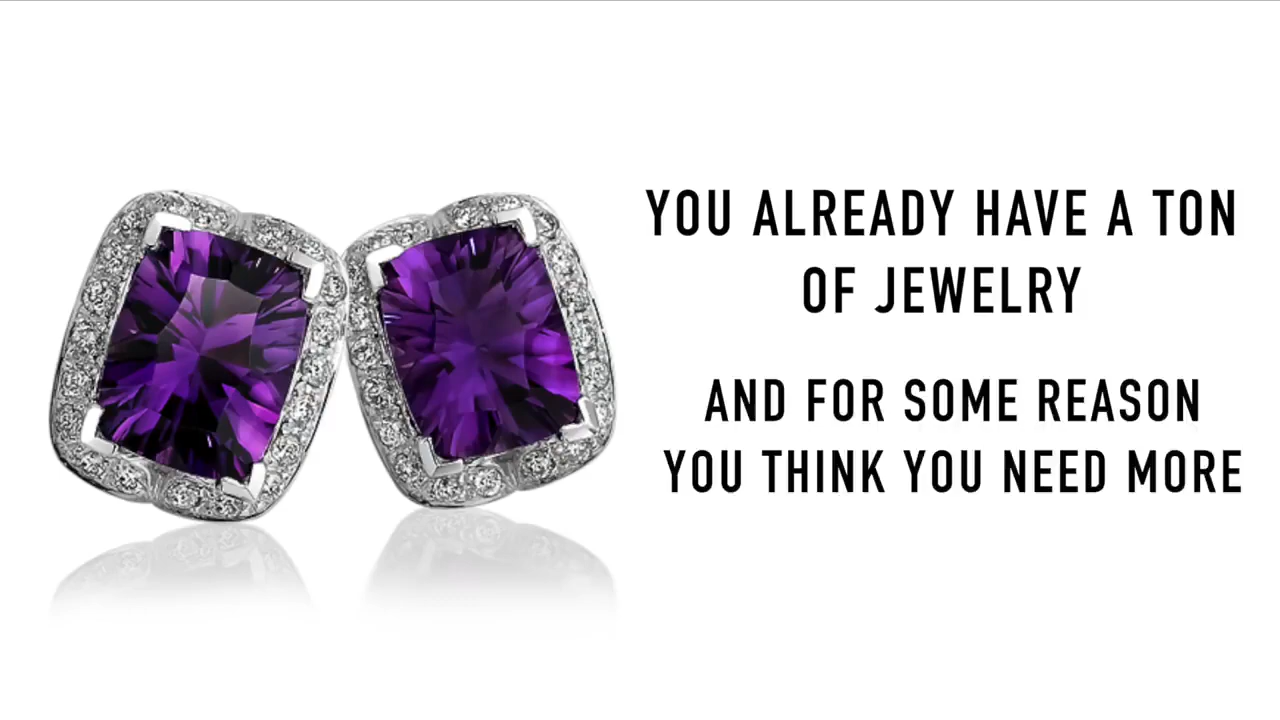 YOU ALREADY HAVE A TON
OF JEWELRY
AND FOR SOME REASON
YOU THINK YOU NEED MORE